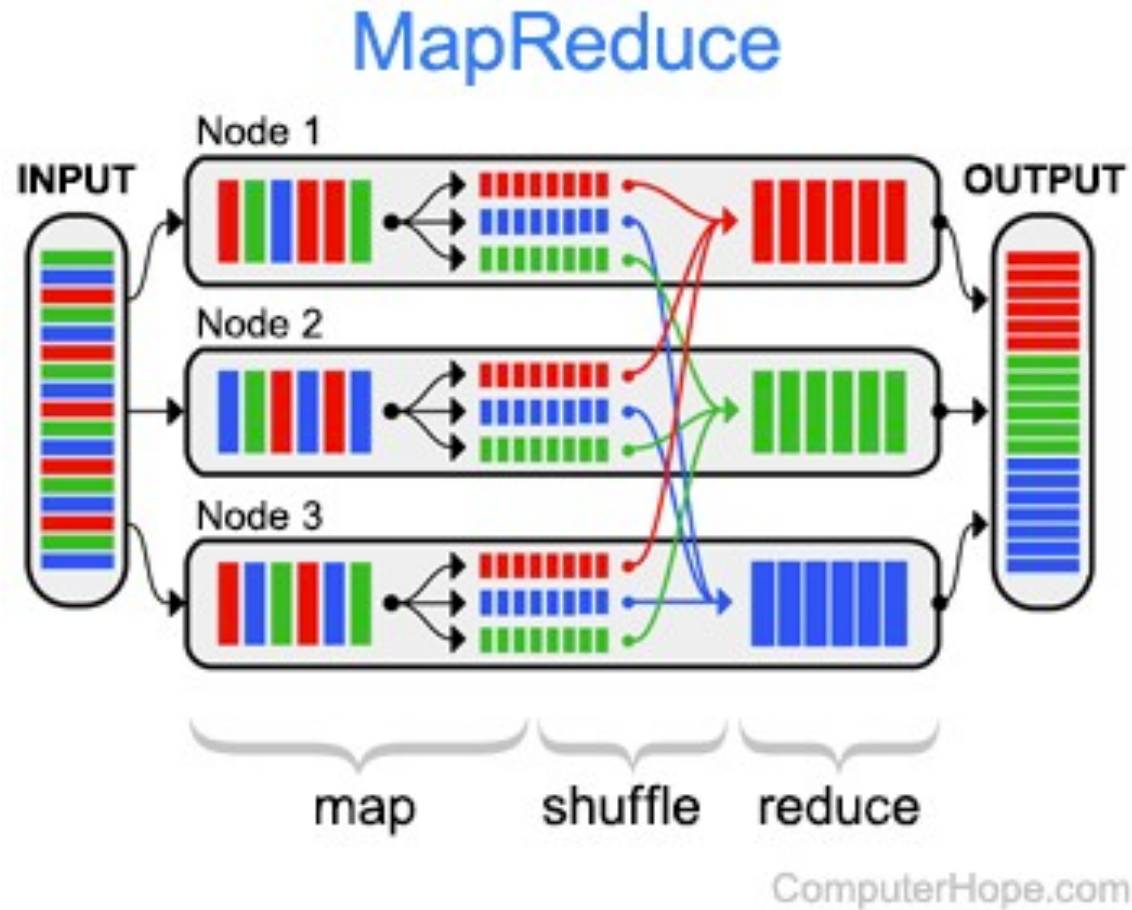 MapReduce
Node 1
INPUT
OUTPUT
Node 2
Node 3
map
shuffle
reduce
ComputerHope.com